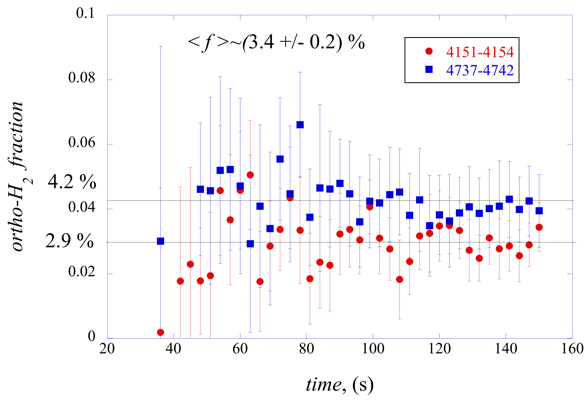 0.1
< f >~(3.4 +/- 0.2) %
4151-4154
4737-4742
0.08
0.06
4.2 %
0.04
2.9 %
0.02
0
ortho-H2 fraction
20 40 60 80 100 120 140 160
time, (s)